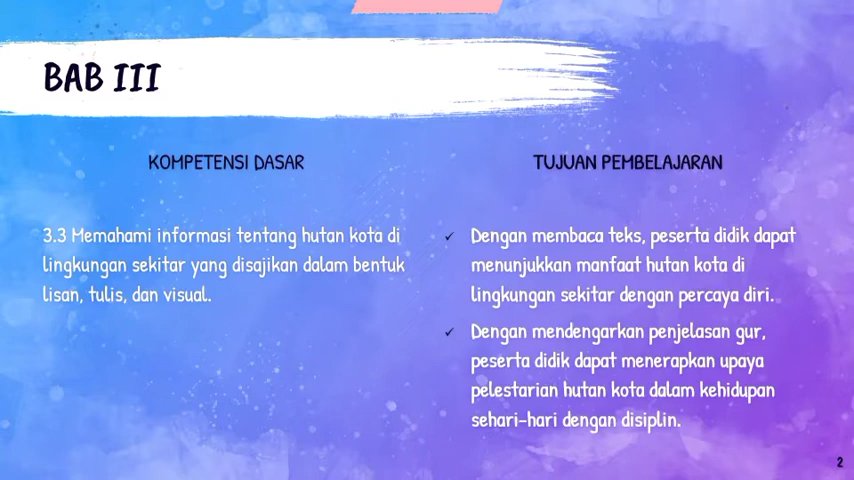 BAB III
KOMPETENSI DASAR
3.3 Memahami informasi tentang hutan kota di
lingkungan sekitar yang disajikan dalam bentuk
lisan, tulis, dan visual.
TUJUAN PEMBELAJARAN
✓ Dengan membaca teks, peserta didik dapat
menunjukkan manfaat hutan kota di
lingkungan sekitar dengan percaya diri.
✓ Dengan mendengarkan penjelasan gur,
peserta didik dapat menerapkan upaya
pelestarian hutan kota dalam kehidupan
sehari-hari dengan disiplin.
2